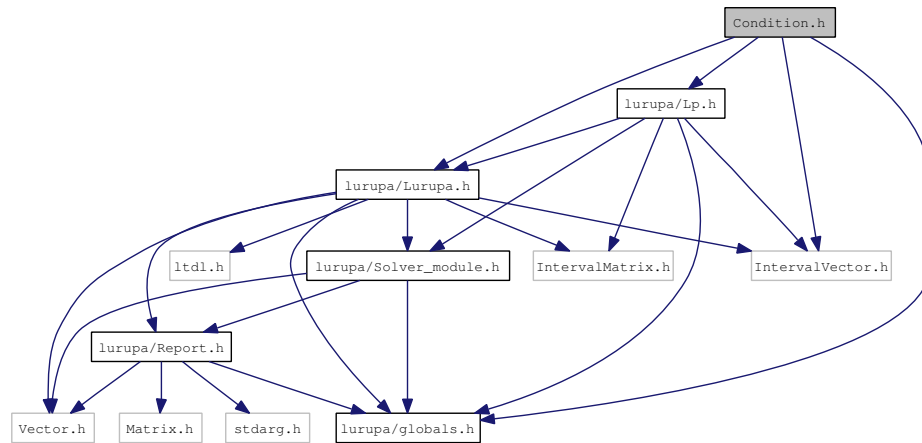 Condition.h
lurupa/Lp.h
lurupa/Lurupa.h
ltdl.h
lurupa/Solver_module.h
IntervalMatrix.h
IntervalVector.h
lurupa/Report.h
Vector.h
Matrix.h
stdarg.h
lurupa/globals.h